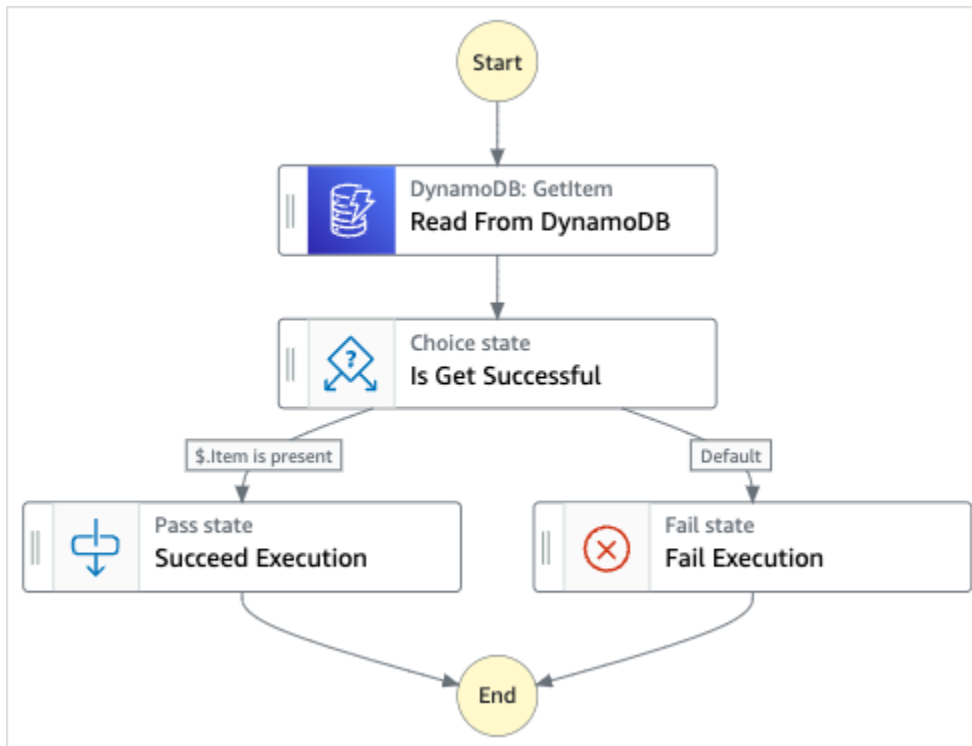 Start
DynamoDB: GetItem
Read From DynamoDB
Choice state
?
Is Get Successful
$.Item is present
Default
Pass state
Succeed Execution
Fail state
Fail Execution
End